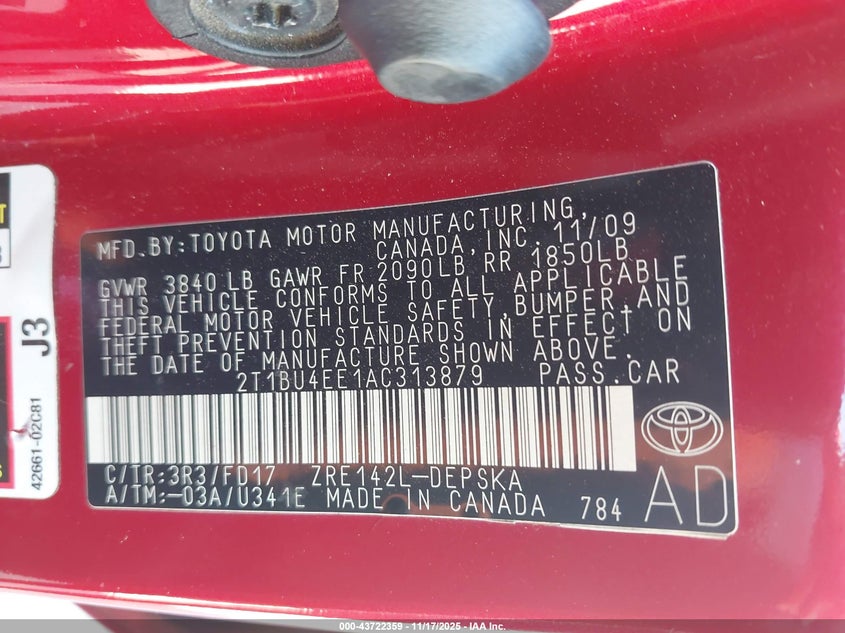 MFD.BY:TOYOTA MOTOR MANUFACTURING,
CANADA,INC. 11/09
GVWR 3840LB GAWR FR 2090LB RR 1850LB
THIS VEHICLE CONFORMS TO ALL APPLICABLE
FEDERAL MOTOR VEHICLE SAFETY,BUMPER,AND
THEFT PREVENTION STANDARDS IN EFFECT ON
THE DATE OF MANUFACTURE SHOWN ABOVE.
2T1BU4EE1AC313879 PASS.CAR
C/TR:3R3/FD17 ZRE142L-DEPSKA
A/TM:-03A/U341E MADE IN CANADA 784
AD
J3
42661-02C81
000-43722359 - 11/17/2025 - IAA Inc.